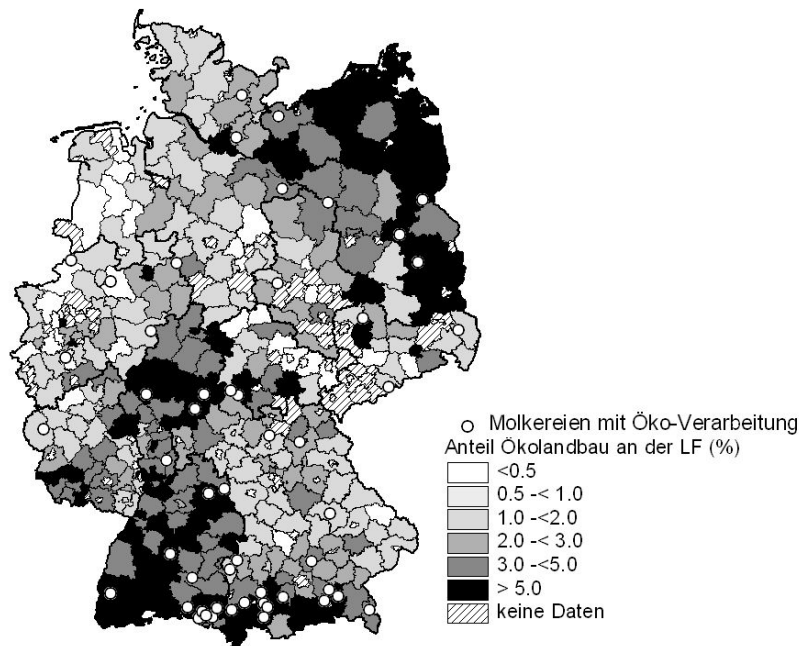 Molkereien mit Öko-Verarbeitung
Anteil Ökolandbau an der LF (%)
<0.5
0.5 -< 1.0
1.0 -<2.0
2.0 -< 3.0
3.0 -<5.0
> 5.0
keine Daten